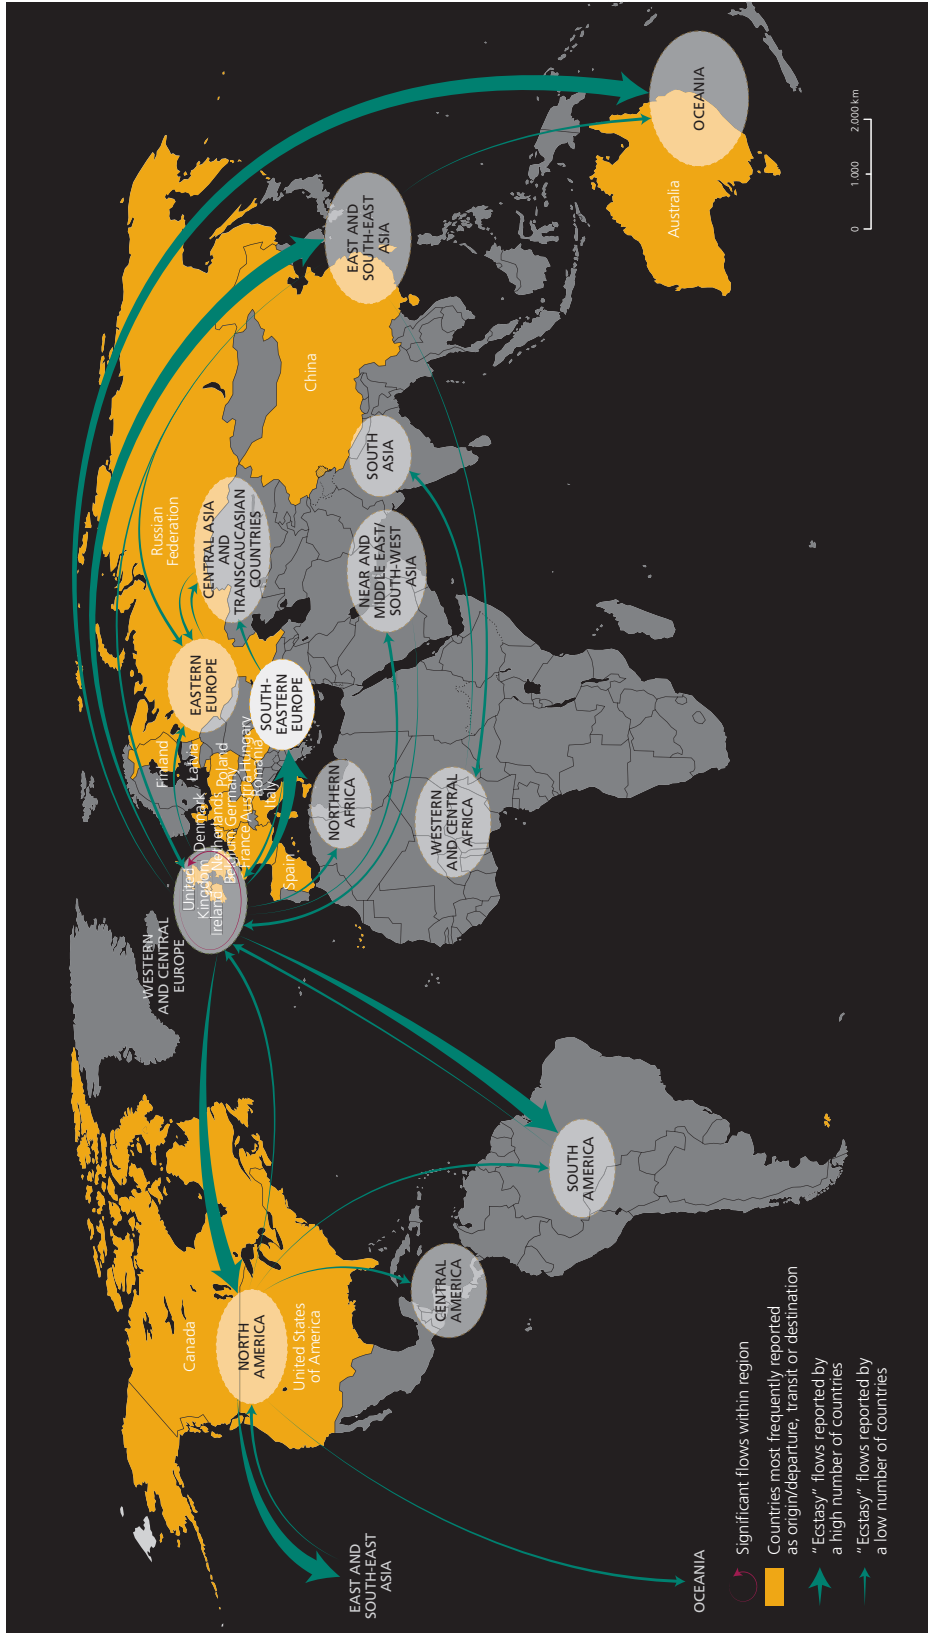 WESTERN
AND CENTRAL
EUROPE
United
Kingdom
Ireland
Denmark
Netherlands
Belgium
Germany
France
Austria
Hungary
Romania
Italy
Spain
Finland
Latvia
Poland
EASTERN
EUROPE
SOUTH-
EASTERN
EUROPE
Russian
Federation
CENTRAL ASIA
AND
TRANSCAUCASIAN
COUNTRIES
China
EAST AND
SOUTH-EAST
ASIA
SOUTH
ASIA
NEAR AND
MIDDLE EAST/
SOUTH-WEST
ASIA
NORTHERN
AFRICA
WESTERN
AND CENTRAL
AFRICA
OCEANIA
Australia
Canada
NORTH
AMERICA
United States
of America
CENTRAL
AMERICA
SOUTH
AMERICA
EAST AND
SOUTH-EAST
ASIA
OCEANIA
Significant flows within region
Countries most frequently reported
as origin/departure, transit or destination
“Ecstasy” flows reported by
a high number of countries
“Ecstasy” flows reported by
a low number of countries
0 1.000 2.000 km